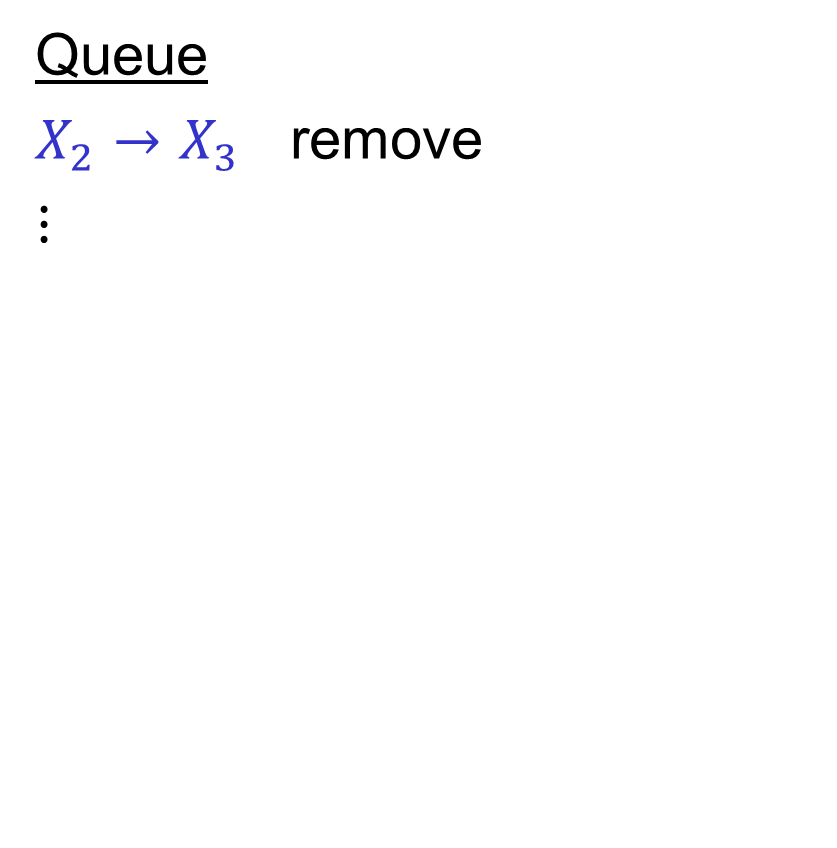 Queue
𝑋₂ → 𝑋₃ remove
⋮